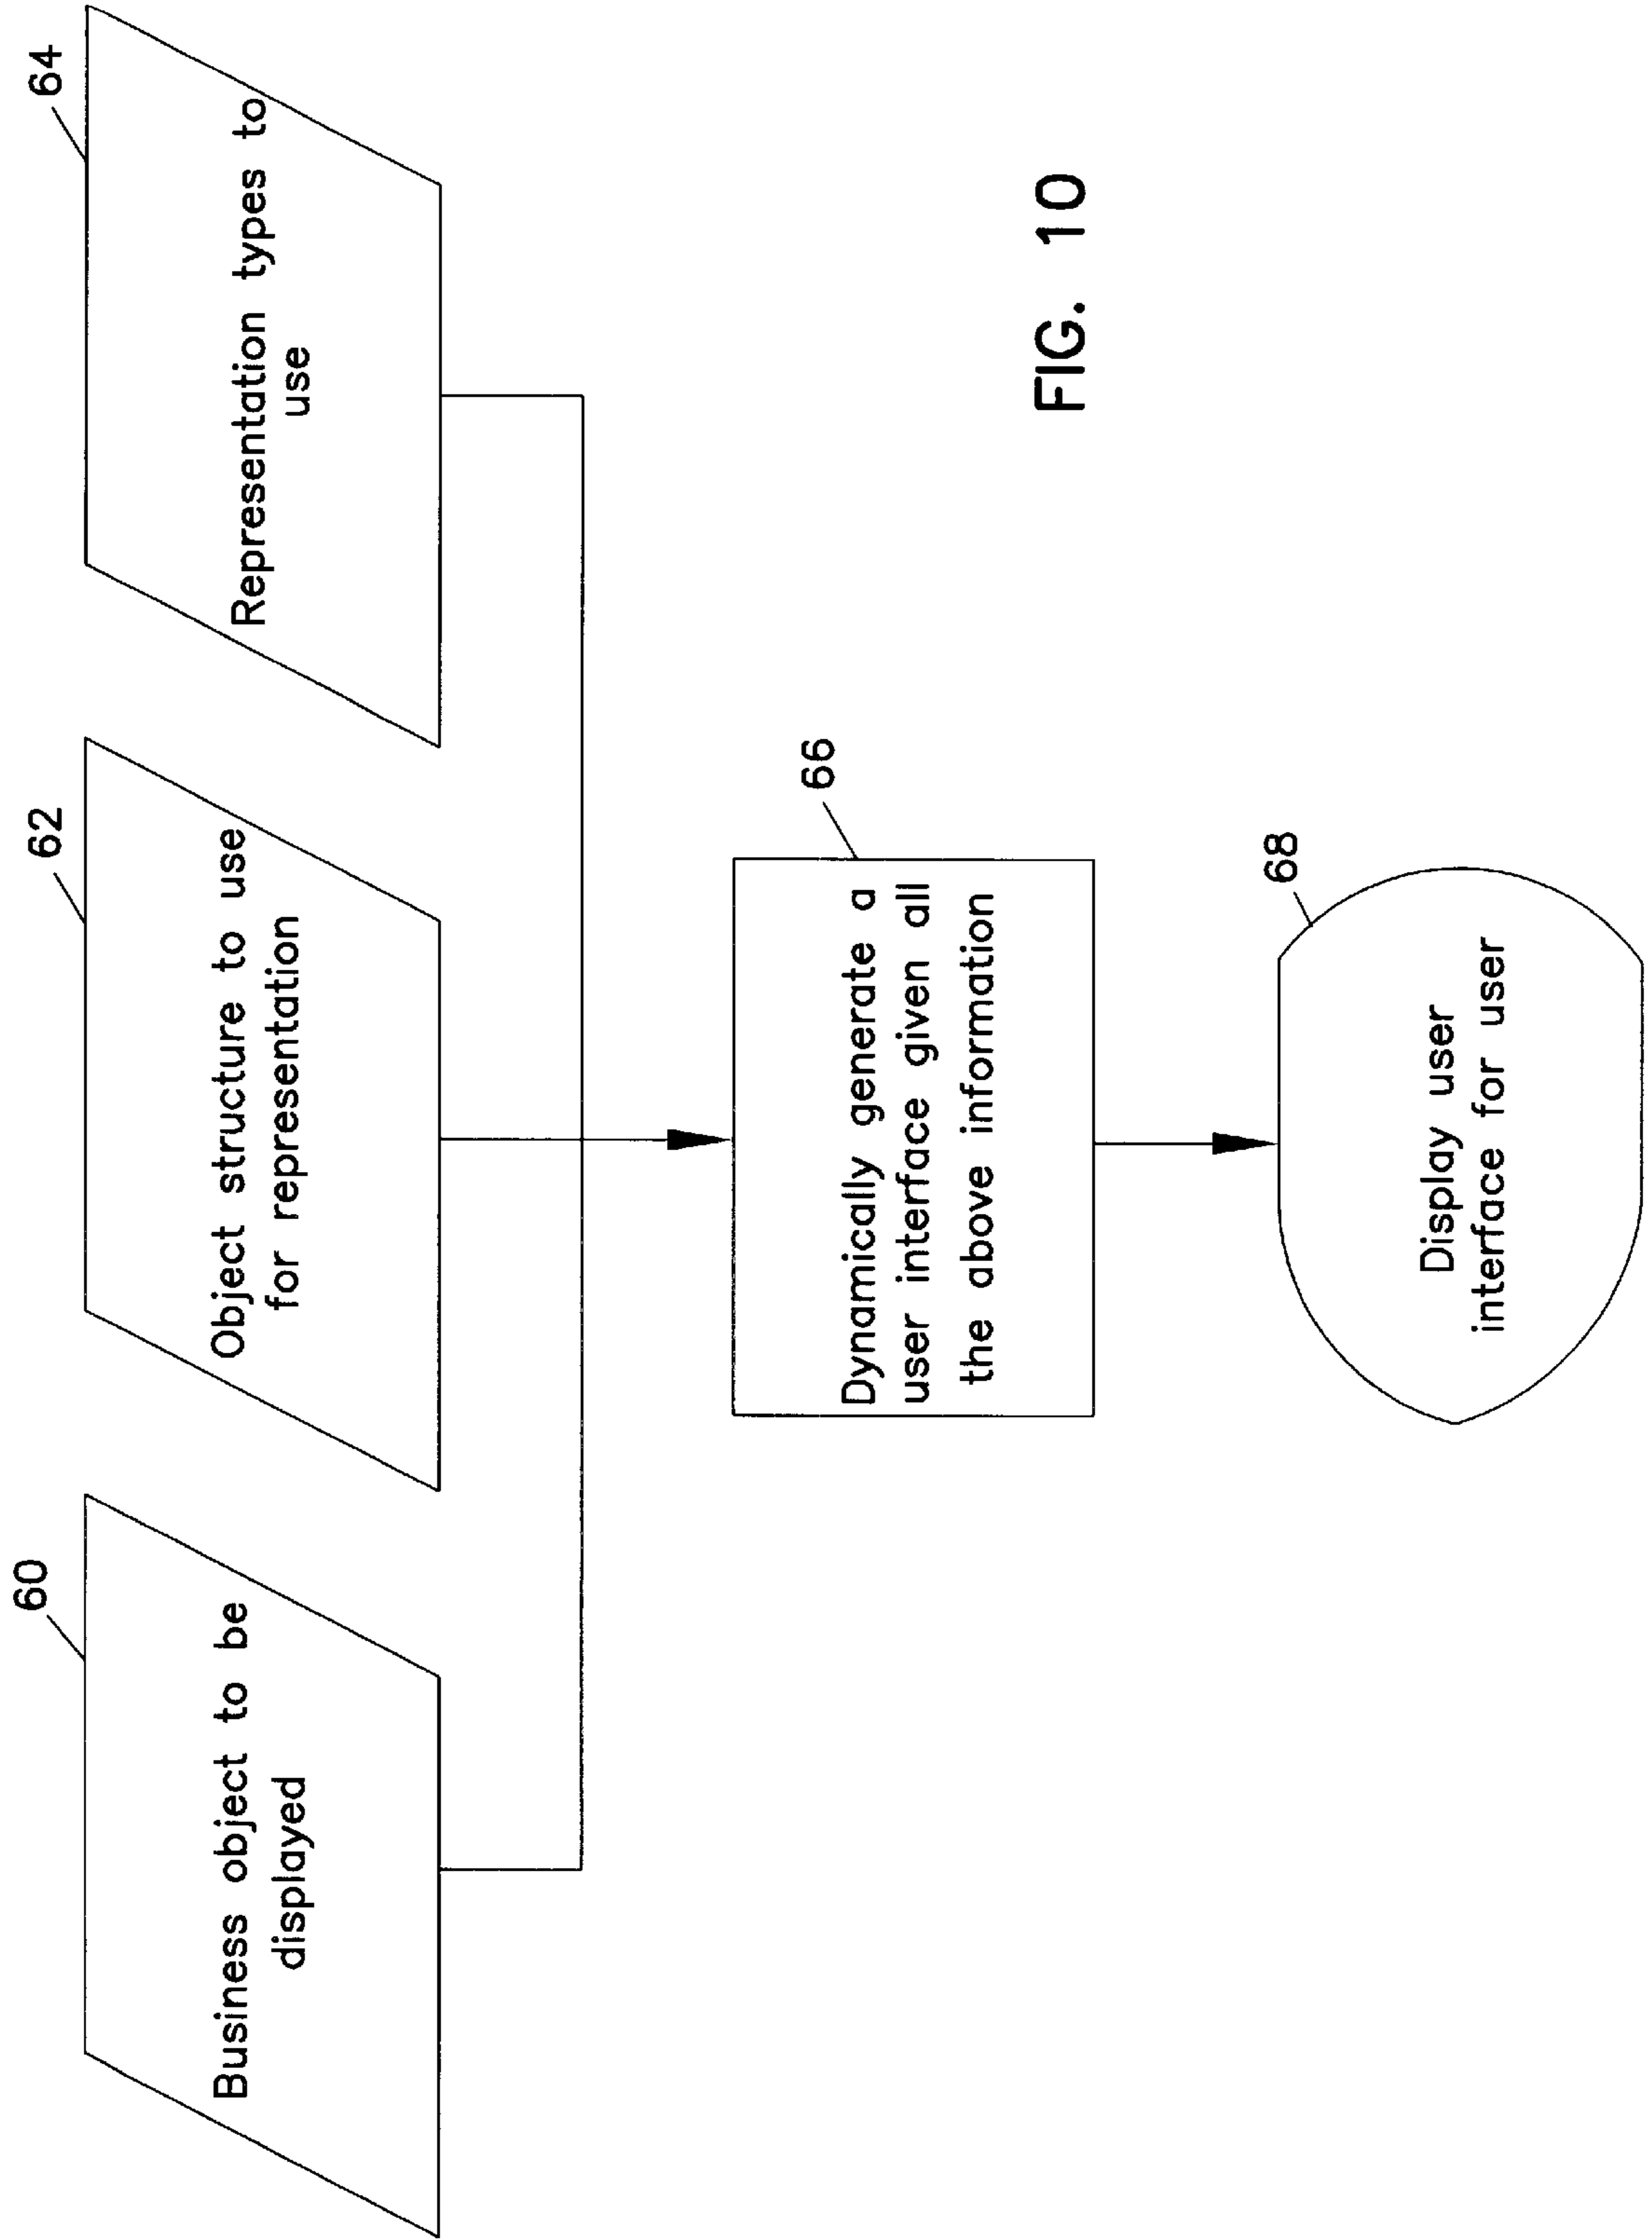 60
Business object to be
displayed
62
Object structure to use
for representation
64
Representation types to
use
66
Dynamically generate a
user interface given all
the above information
68
Display user
interface for user
FIG. 10